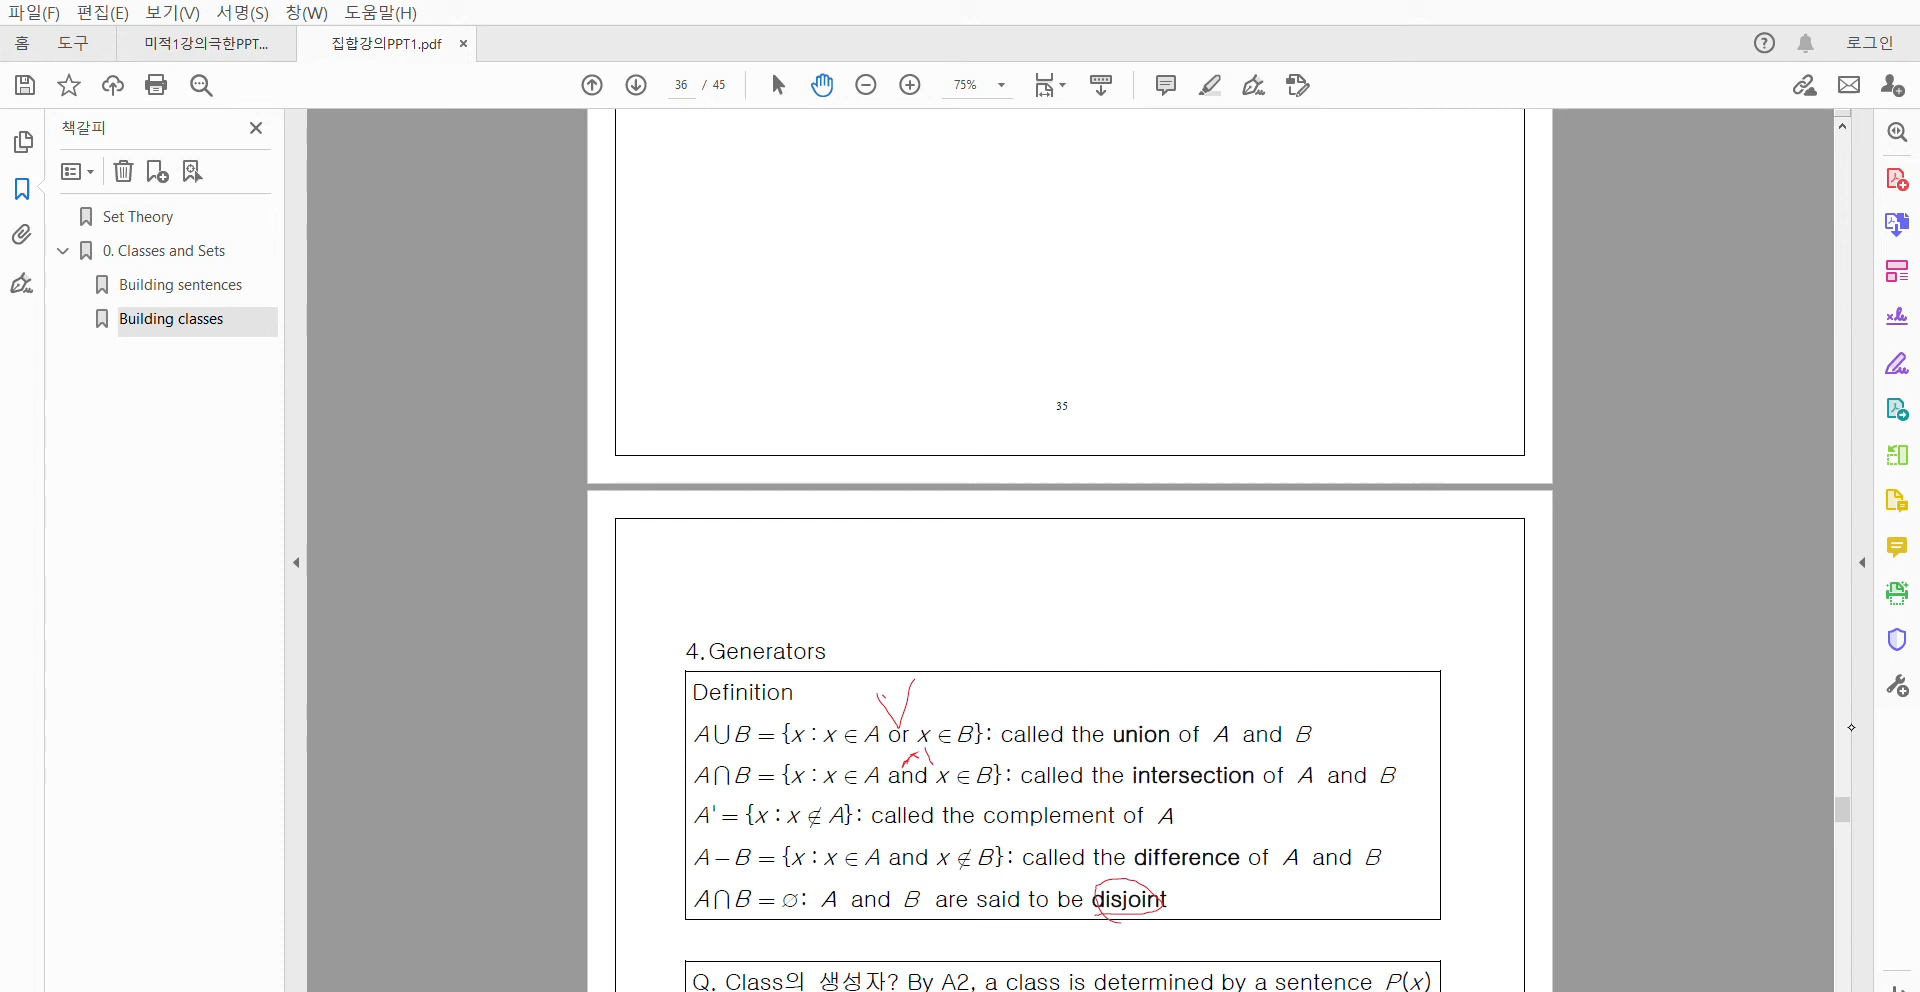 파일(F) 편집(E) 보기(V) 서명(S) 창(W) 도움말(H)
홈 도구 미적1강의극한PPT... 집합강의PPT1.pdf × 로그인
36 / 45 75%
책갈피
Set Theory
0. Classes and Sets
Building sentences
Building classes
35
4. Generators
Definition
A∪B = {x : x ∈ A or x ∈ B}: called the union of A and B
A∩B = {x : x ∈ A and x ∈ B}: called the intersection of A and B
A' = {x : x ∉ A}: called the complement of A
A − B = {x : x ∈ A and x ∉ B}: called the difference of A and B
A∩B = ∅: A and B are said to be disjoint
Q. Class의 생성자? By A2, a class is determined by a sentence P(x)